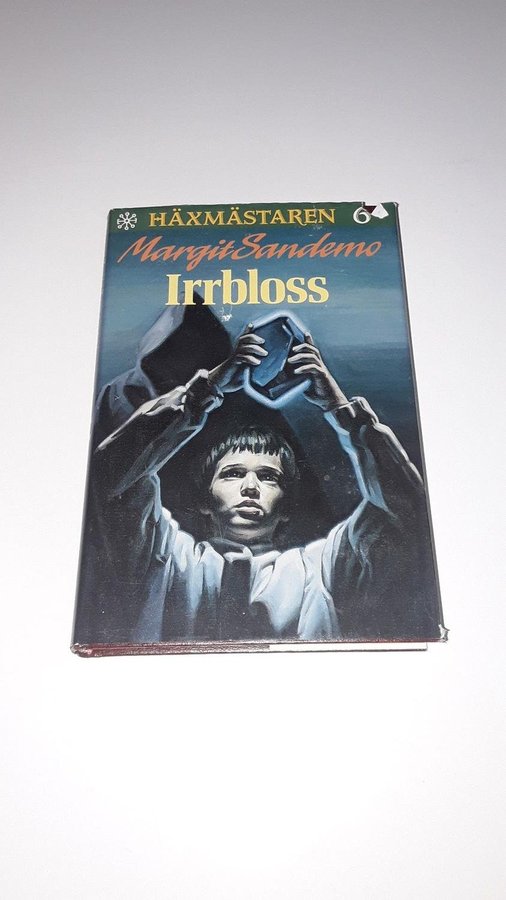 HÄXMÄSTAREN 6
Margit Sandemo
Irrbloss